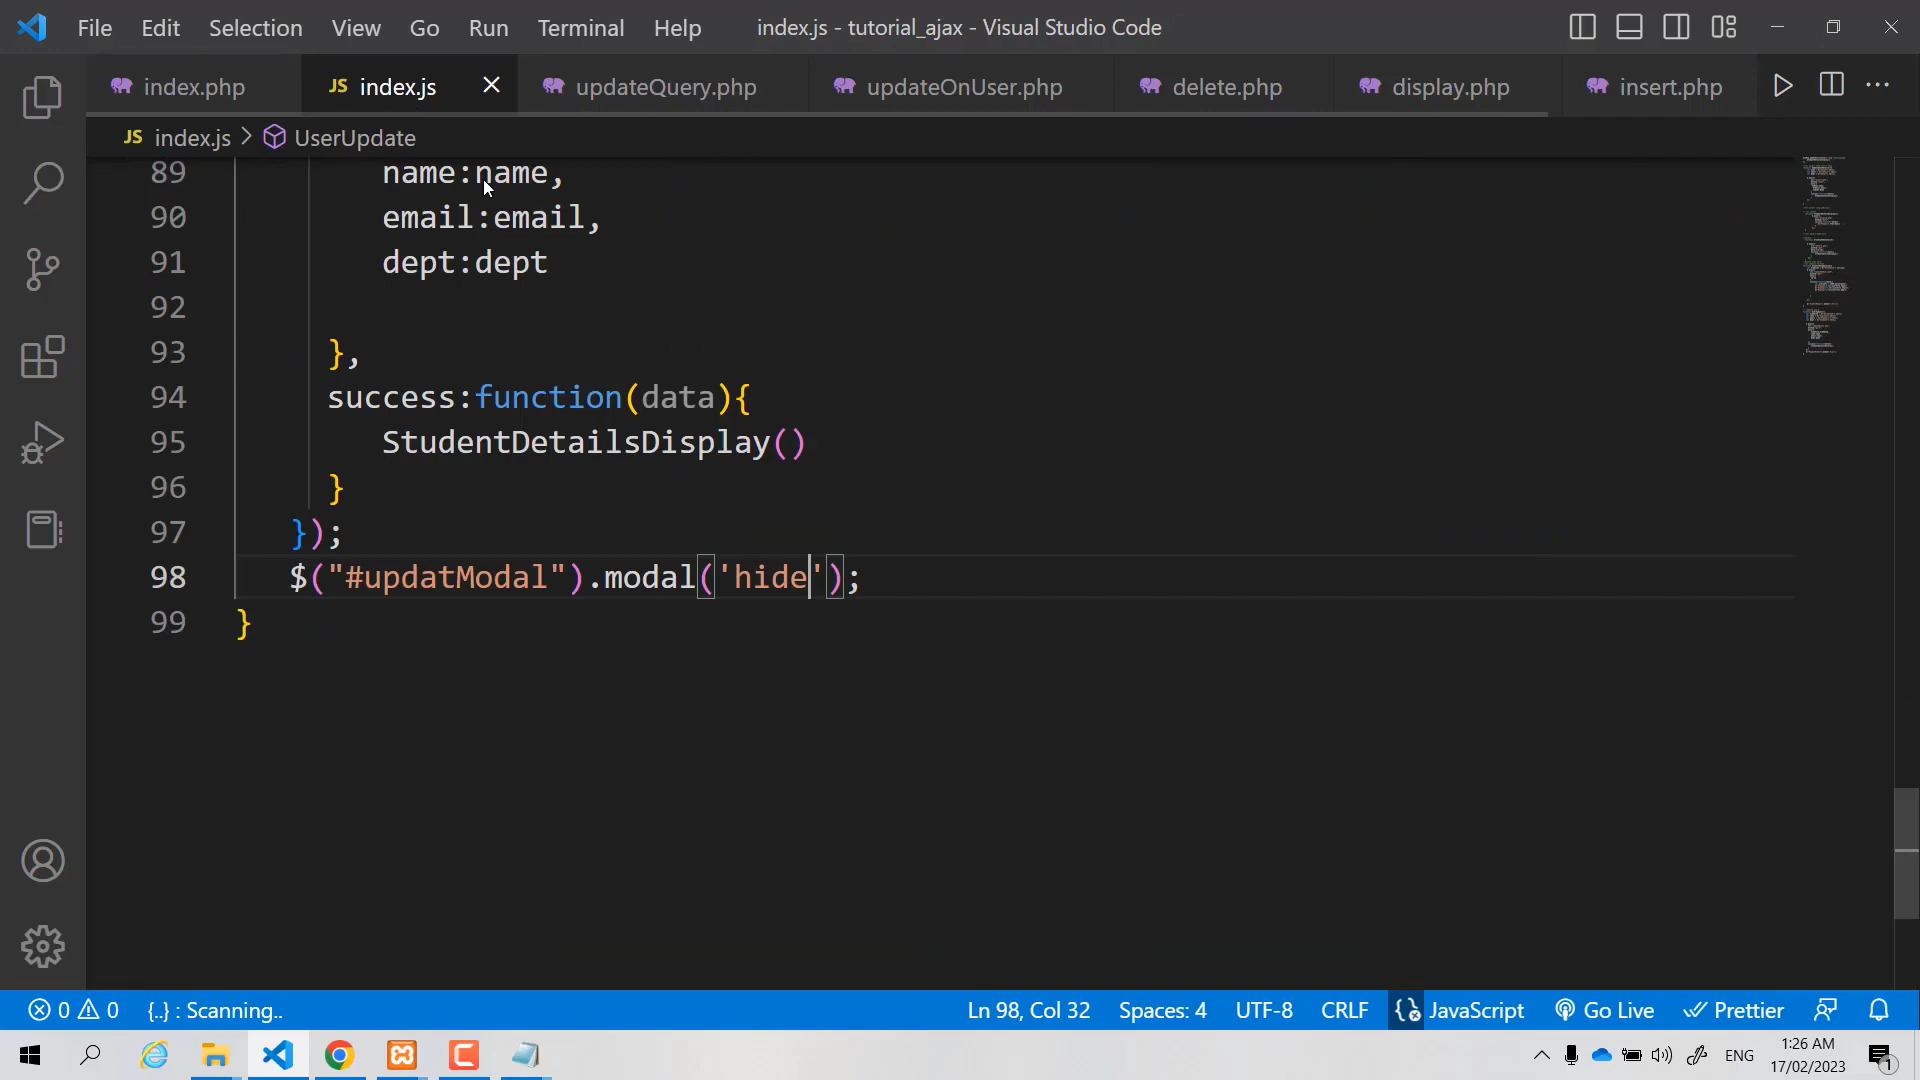 File Edit Selection View Go Run Terminal Help index.js - tutorial_ajax - Visual Studio Code
index.php JS index.js updateQuery.php updateOnUser.php delete.php display.php insert.php
JS index.js > UserUpdate
89 name:name,
90 email:email,
91 dept:dept
92
93 },
94 success:function(data){
95 StudentDetailsDisplay()
96 }
97 });
98 $("#updatModal").modal('hide');
99 }
0 0 {..} : Scanning.. Ln 98, Col 32 Spaces: 4 UTF-8 CRLF JavaScript Go Live Prettier
ENG 1:26 AM 1
17/02/2023